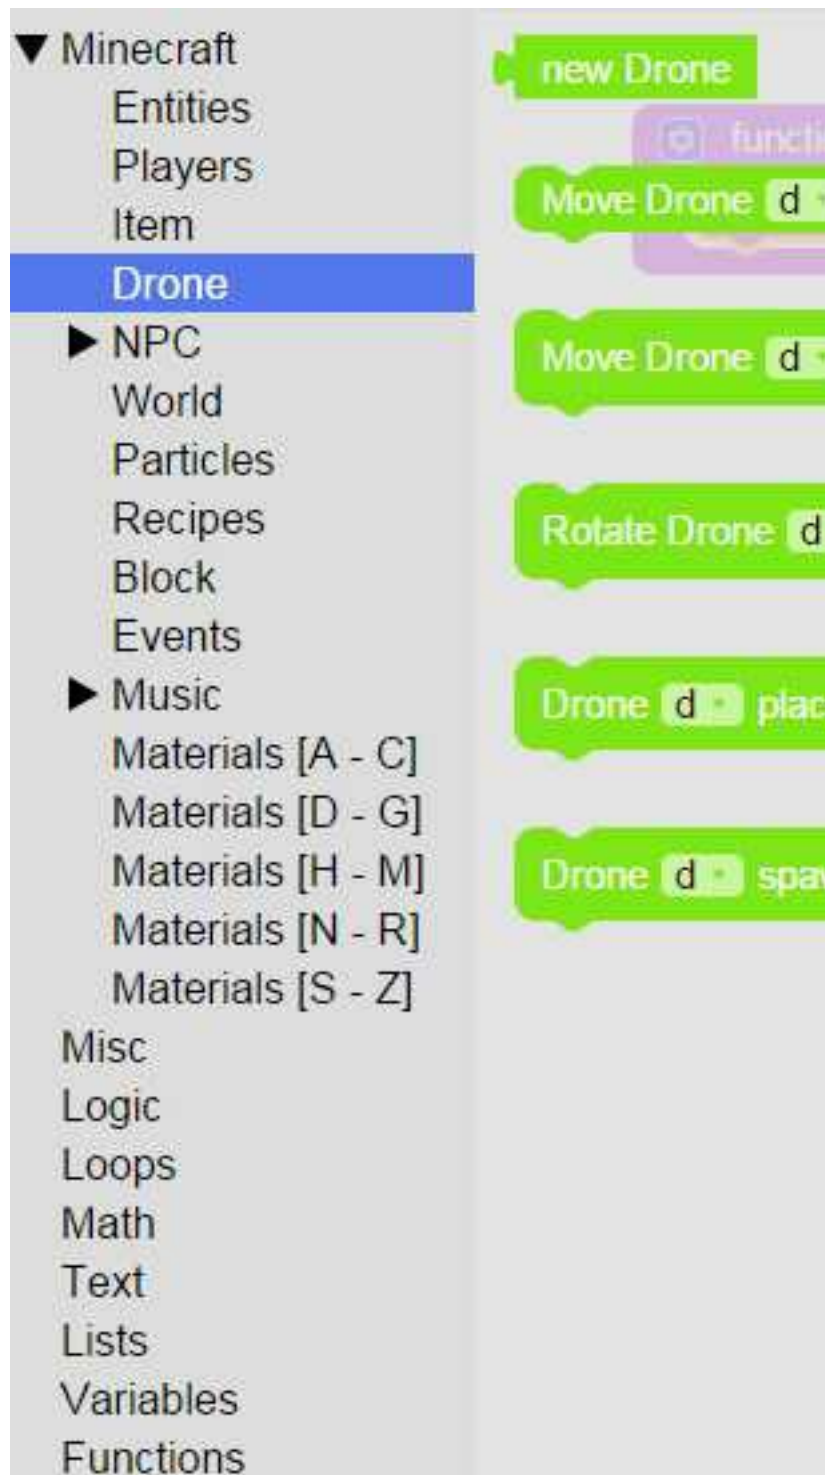 Minecraft
Entities
Players
Item
Drone
NPC
World
Particles
Recipes
Block
Events
Music
Materials [A - C]
Materials [D - G]
Materials [H - M]
Materials [N - R]
Materials [S - Z]
Misc
Logic
Loops
Math
Text
Lists
Variables
Functions
new Drone
Move Drone d
Move Drone d
Rotate Drone d
Drone d
Drone d